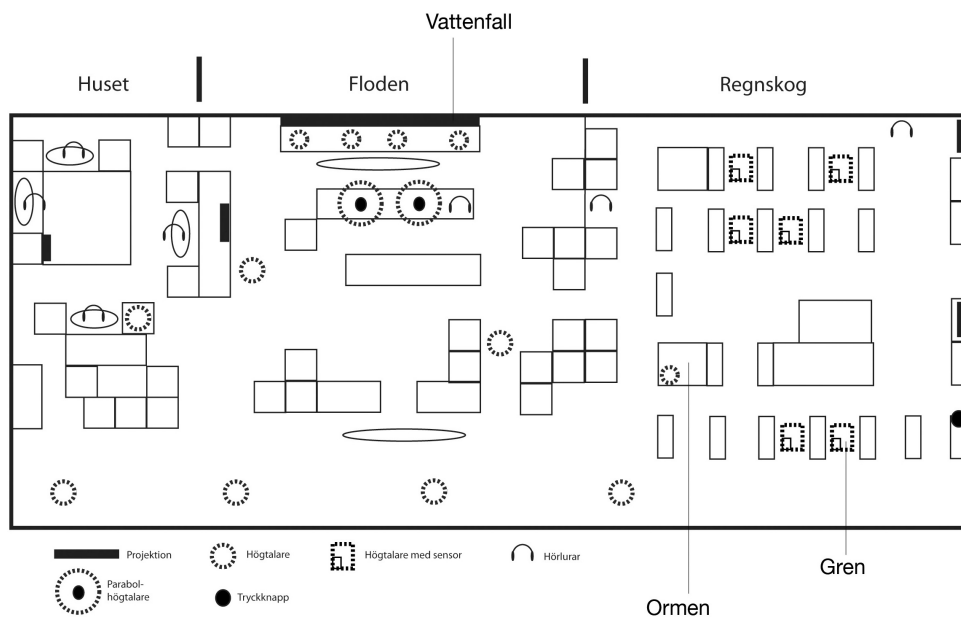 Vattenfall
Huset
Floden
Regnskog
Projektion
Högtalare
Högtalare med sensor
Hörlurar
Parabol-
högtalare
Tryckknapp
Gren
Ormen